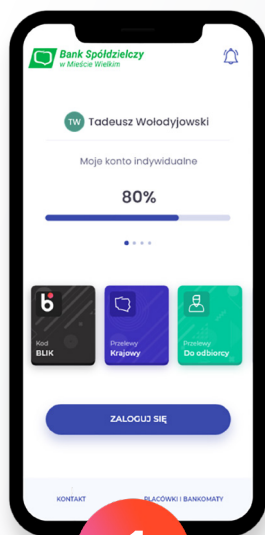 Bank Spółdzielczy
w Mieście Wielkim
TW Tadeusz Wołodyjowski
Moje konto indywidualne
80%
Kod
BLIK
Przelewy
Krajowy
Przelewy
Do odbiorcy
ZALOGUJ SIĘ
KONTAKT
PLACÓWKI I BANKOMATY